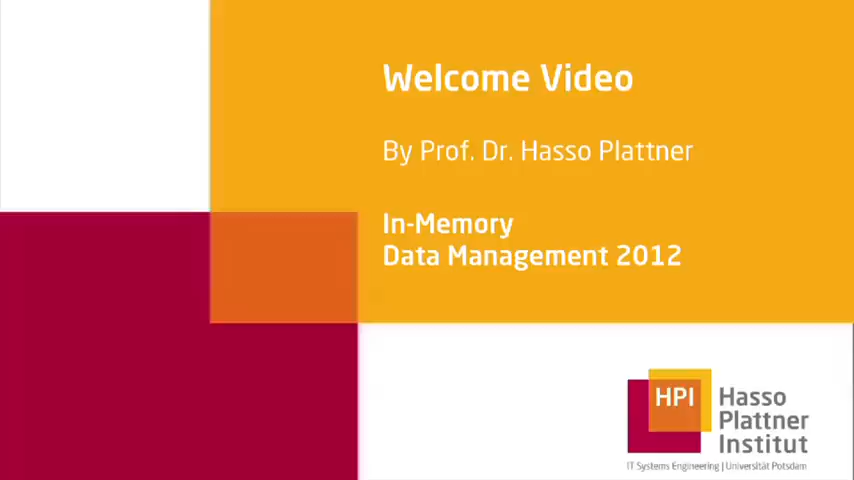 Welcome Video
By Prof. Dr. Hasso Plattner
In-Memory
Data Management 2012
HPI
Hasso
Plattner
Institut
IT Systems Engineering | Universität Potsdam